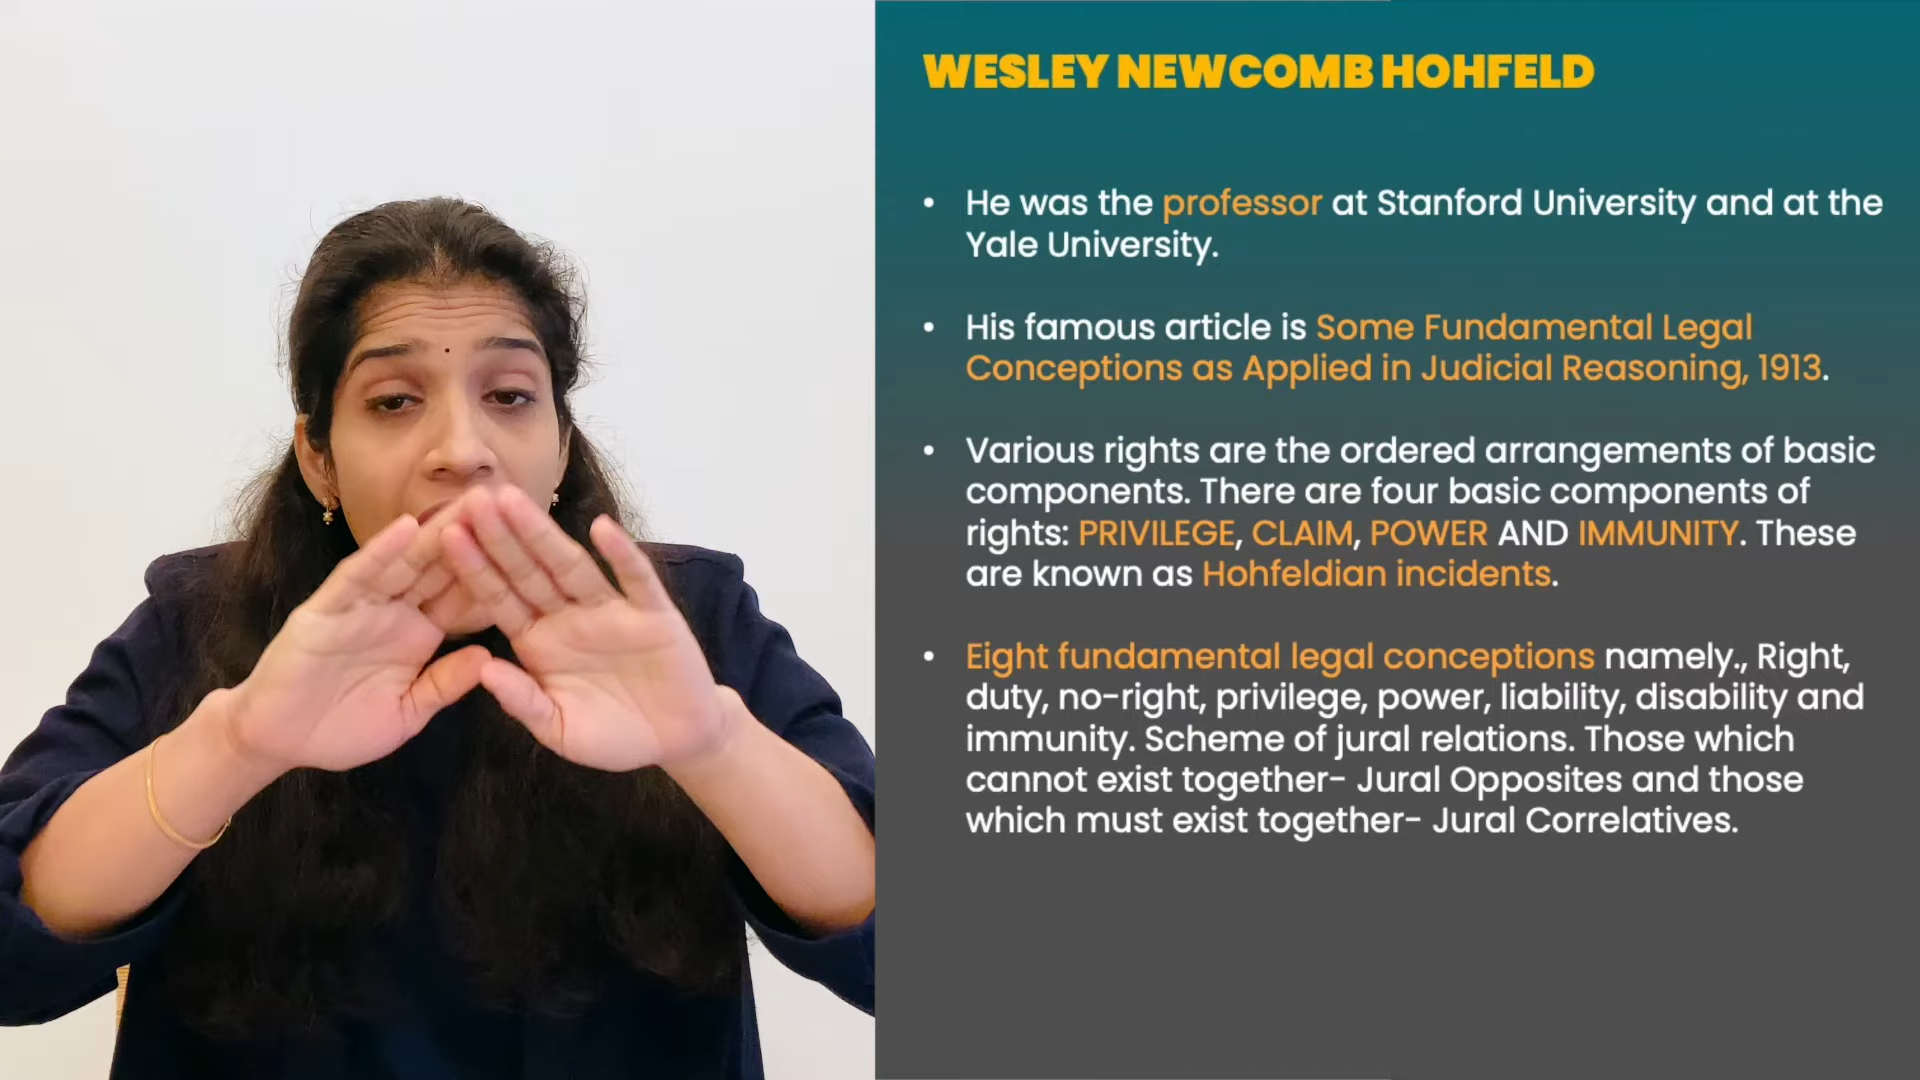 WESLEY NEWCOMB HOHFELD
• He was the professor at Stanford University and at the
Yale University.
• His famous article is Some Fundamental Legal
Conceptions as Applied in Judicial Reasoning, 1913.
• Various rights are the ordered arrangements of basic
components. There are four basic components of
rights: PRIVILEGE, CLAIM, POWER AND IMMUNITY. These
are known as Hohfeldian incidents.
• Eight fundamental legal conceptions namely., Right,
duty, no-right, privilege, power, liability, disability and
immunity. Scheme of jural relations. Those which
cannot exist together- Jural Opposites and those
which must exist together- Jural Correlatives.